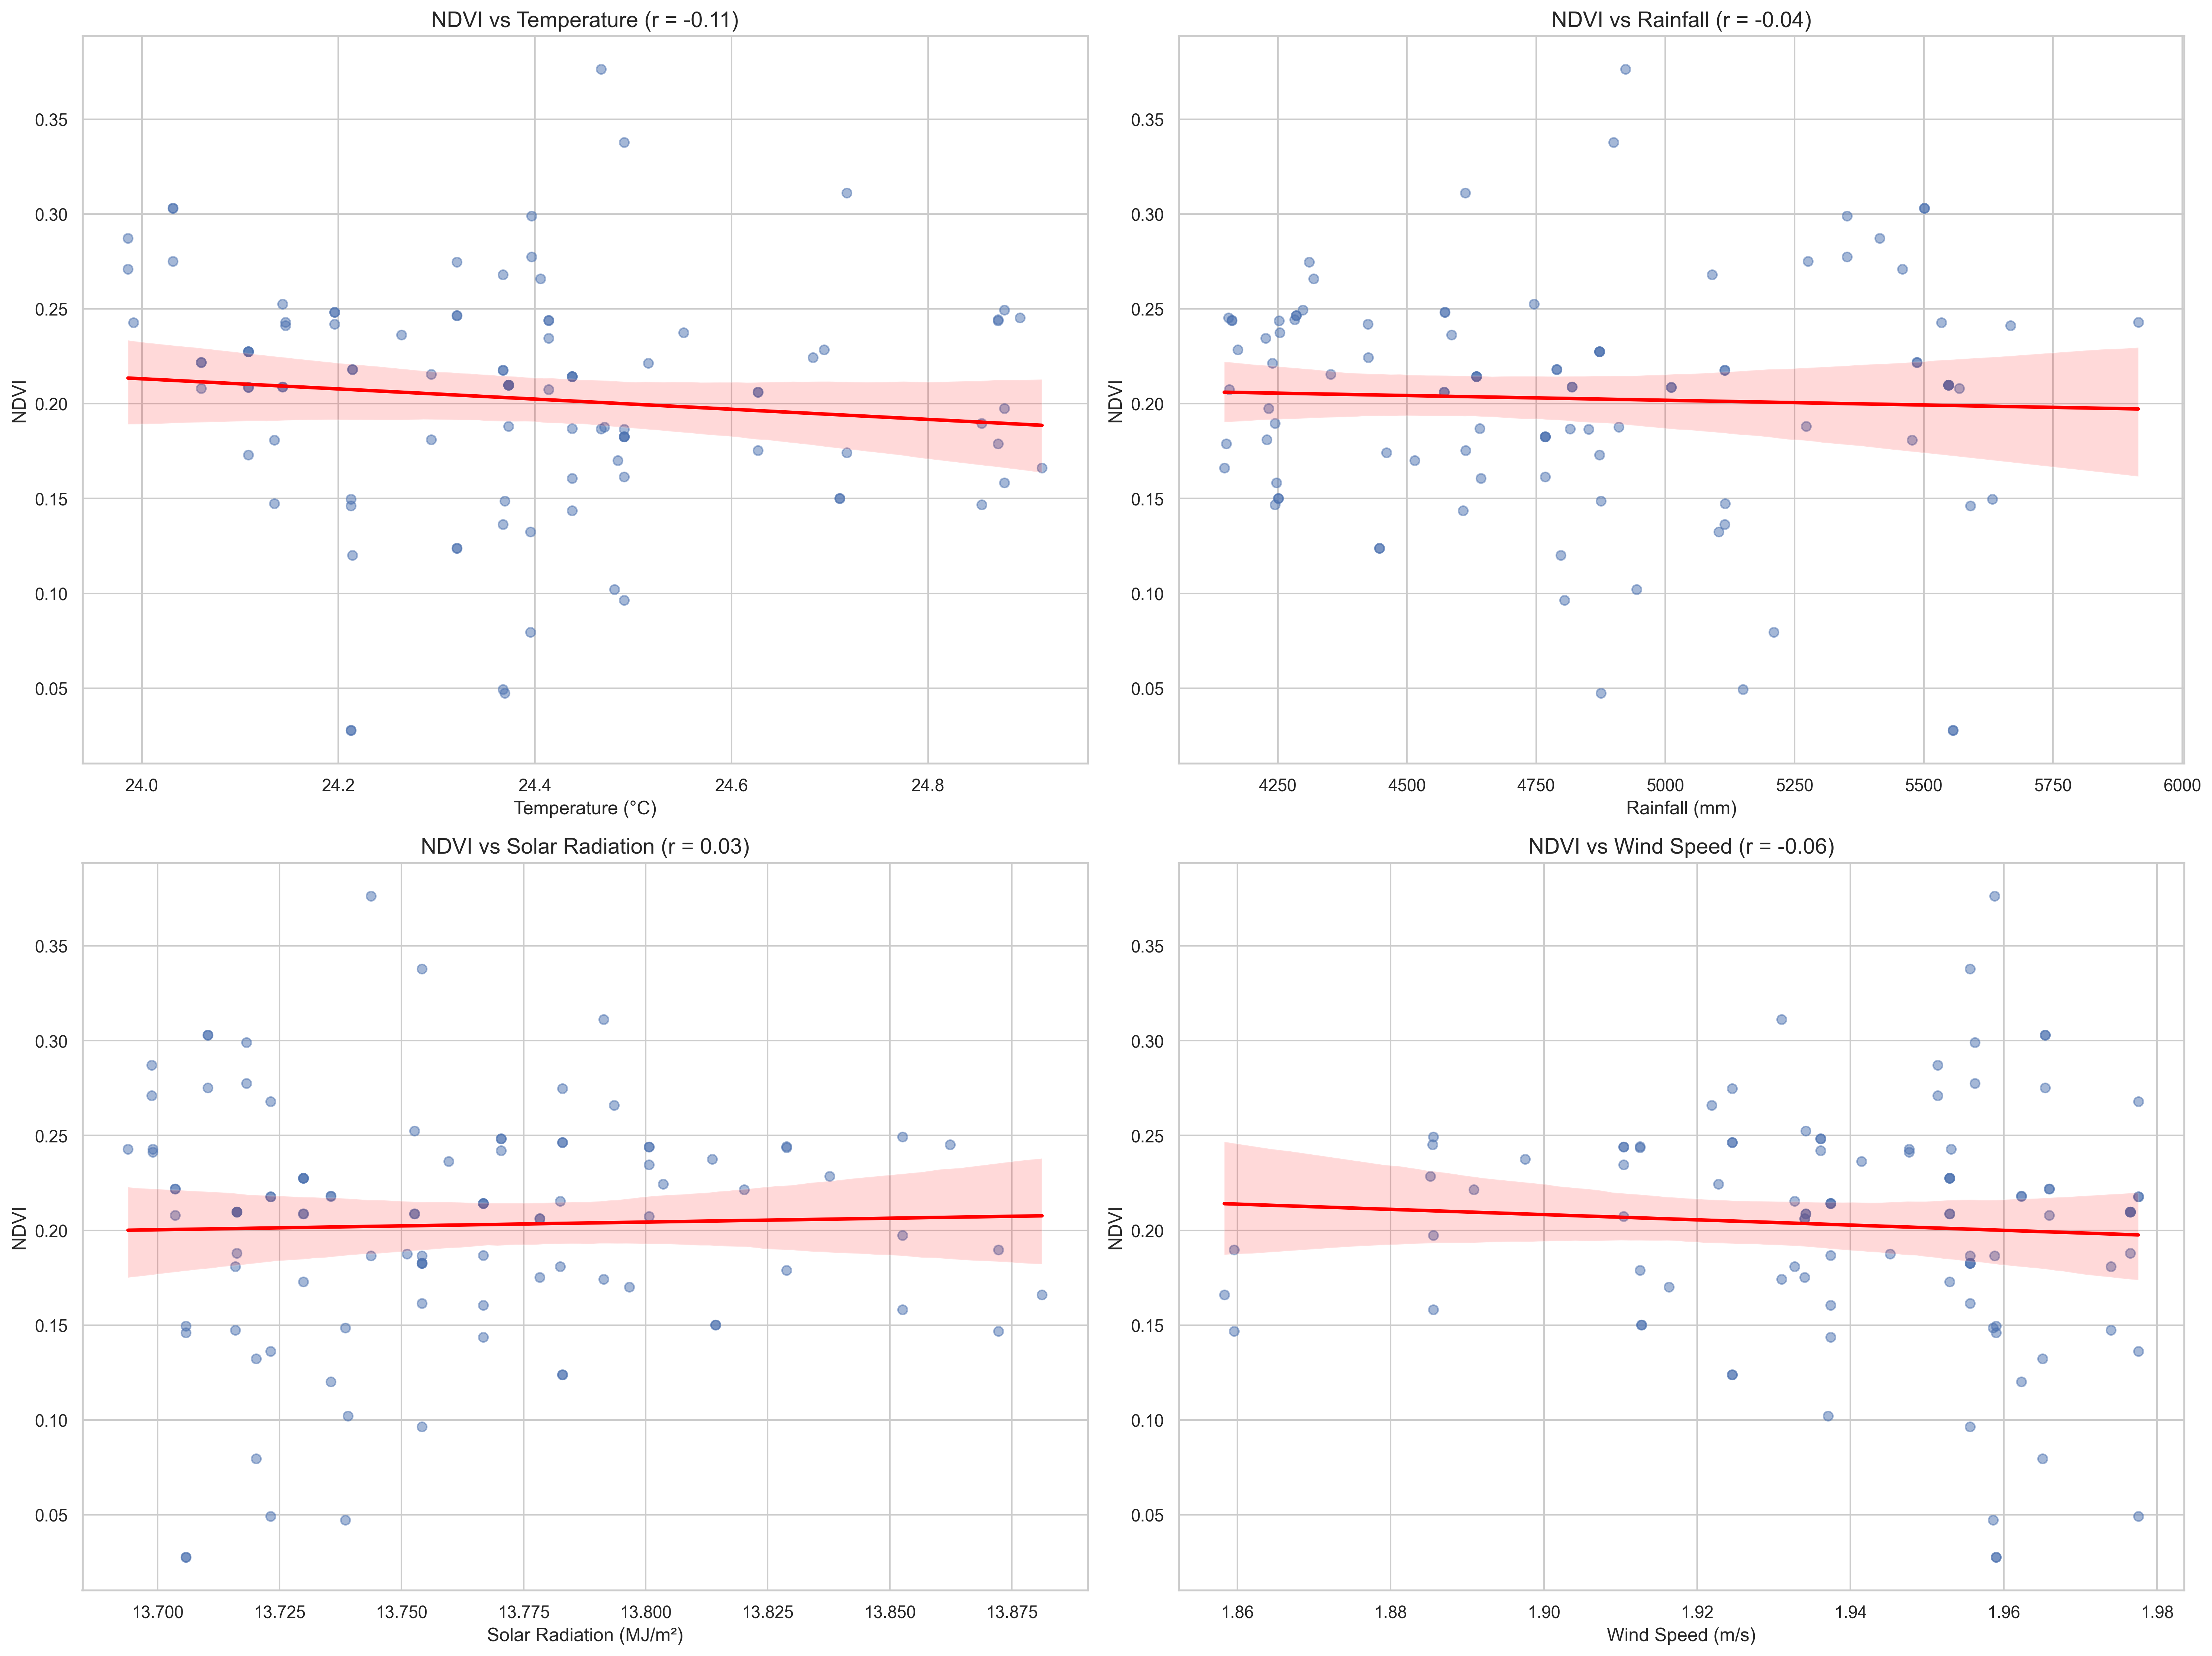 NDVI vs Temperature (r = -0.11)
NDVI
0.35
0.30
0.25
0.20
0.15
0.10
0.05
24.0 24.2 24.4 24.6 24.8
Temperature (°C)
NDVI vs Rainfall (r = -0.04)
NDVI
0.35
0.30
0.25
0.20
0.15
0.10
0.05
4250 4500 4750 5000 5250 5500 5750 6000
Rainfall (mm)
NDVI vs Solar Radiation (r = 0.03)
NDVI
0.35
0.30
0.25
0.20
0.15
0.10
0.05
13.700 13.725 13.750 13.775 13.800 13.825 13.850 13.875
Solar Radiation (MJ/m²)
NDVI vs Wind Speed (r = -0.06)
NDVI
0.35
0.30
0.25
0.20
0.15
0.10
0.05
1.86 1.88 1.90 1.92 1.94 1.96 1.98
Wind Speed (m/s)